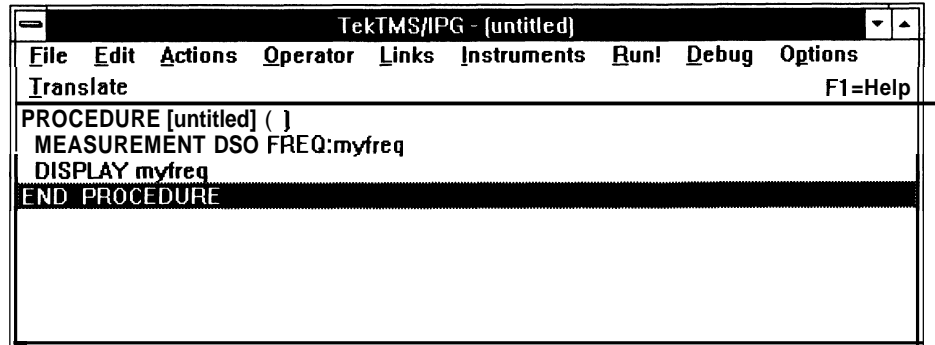 TekTMS/IPG - (untitled)
File Edit Actions Operator Links Instruments Run! Debug Options
Translate F1=Help
PROCEDURE [untitled] ( )
MEASUREMENT DSO FREQ:myfreq
DISPLAY myfreq
END PROCEDURE